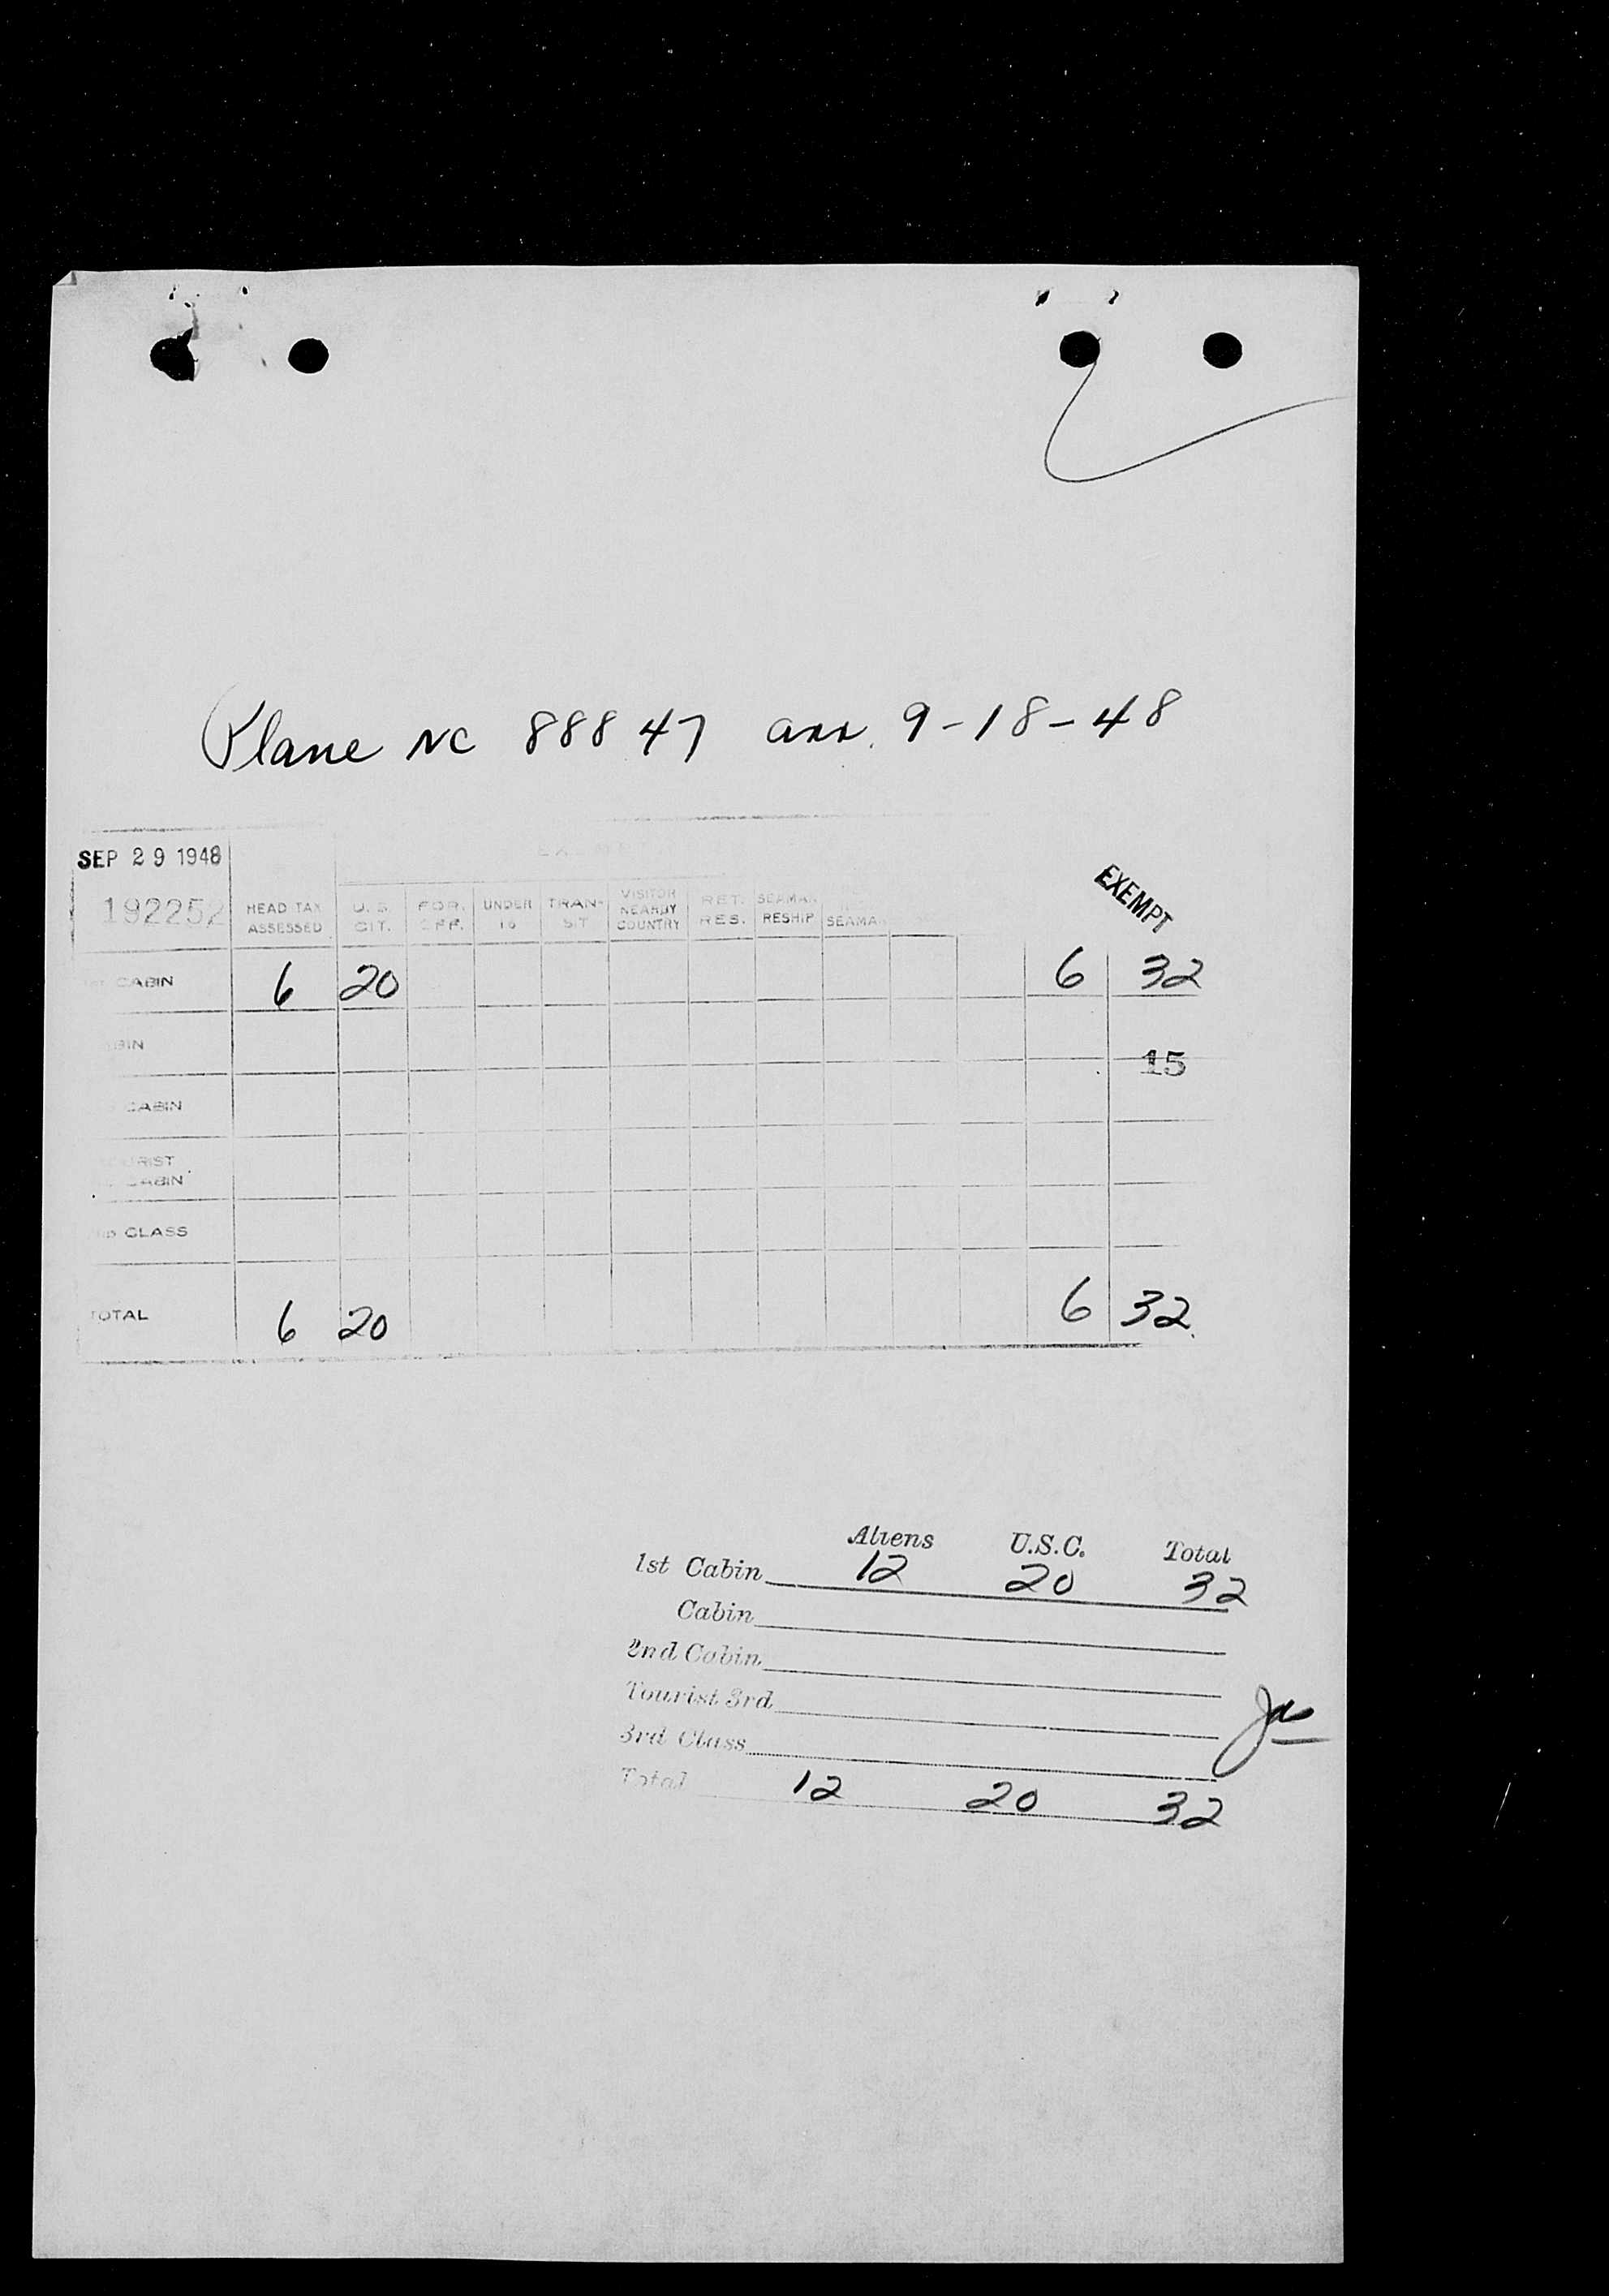 Plane NC 88847 arr. 9-18-48
SEP 29 1948
192252
HEAD TAX ASSESSED U.S. CIT. FOR. OFF. UNDER 16 TRAN-SIT VISITOR NEARBY COUNTRY RET. RES. SEAMAN RESHIP SEAMAN EXEMPT
CABIN 6 20 6 32
15
CABIN
CABIN
CLASS
TOTAL 6 20 6 32
Aliens U.S.C. Total
1st Cabin 12 20 32
Cabin
2nd Cabin
Tourist 3rd
3rd Class
Total 12 20 32